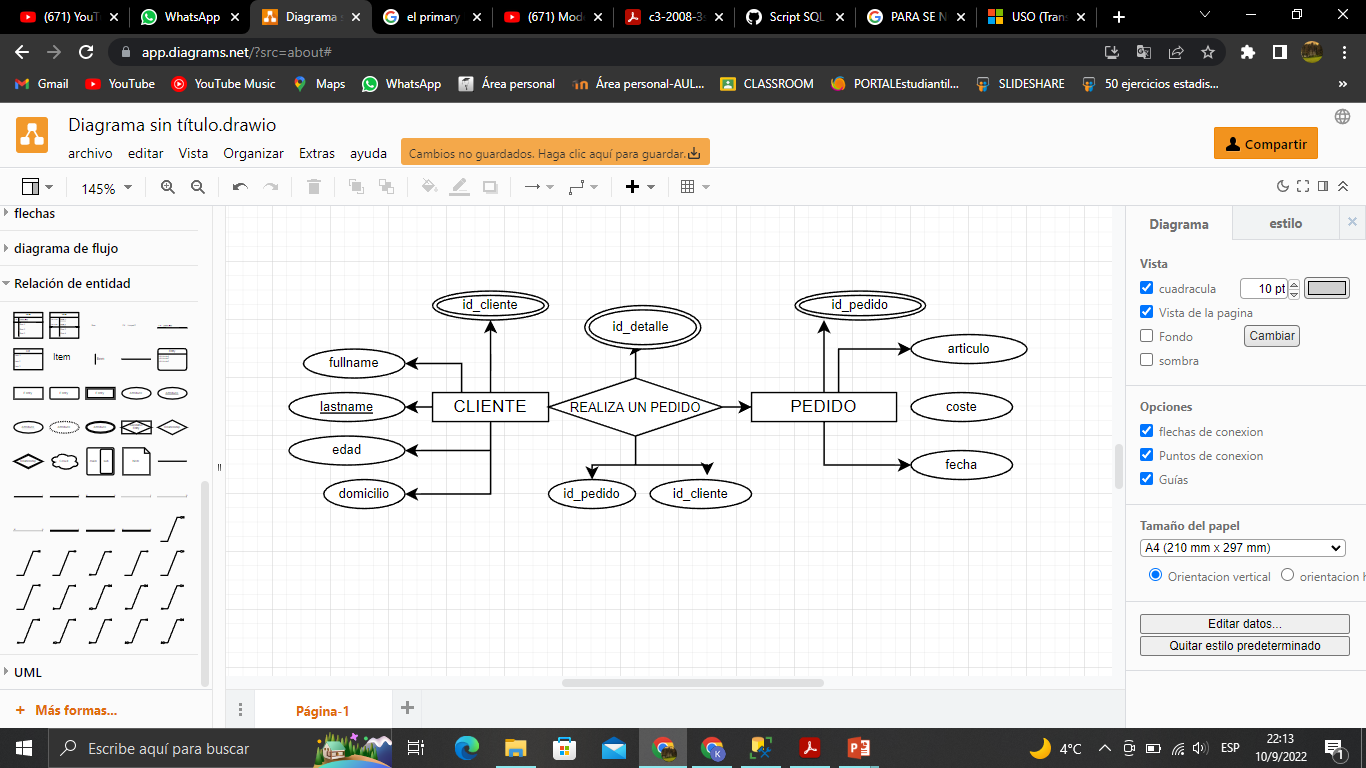 (671) YouT
WhatsApp
Diagrama s
el primary
(671) Mod
c3-2008-3
Script SQL
PARA SE N
USO (Tran
app.diagrams.net/?src=about#
Gmail
YouTube
YouTube Music
Maps
WhatsApp
Área personal
Área personal-AUL...
CLASSROOM
PORTALEstudiantil...
SLIDESHARE
50 ejercicios estadis...
»
Diagrama sin título.drawio
archivo
editar
Vista
Organizar
Extras
ayuda
Cambios no guardados. Haga clic aquí para guardar.
Compartir
145%
flechas
diagrama de flujo
Relación de entidad
Item
UML
+ Más formas...
id_cliente
id_detalle
id_pedido
fullname
articulo
lastname
CLIENTE
REALIZA UN PEDIDO
PEDIDO
coste
edad
fecha
domicilio
id_pedido
id_cliente
Diagrama
estilo
Vista
cuadracula
10 pt
Vista de la pagina
Fondo
Cambiar
sombra
Opciones
flechas de conexion
Puntos de conexion
Guías
Tamaño del papel
A4 (210 mm x 297 mm)
Orientacion vertical
orientacion h
Editar datos...
Quitar estilo predeterminado
Página-1
Escribe aquí para buscar
4°C
ESP
22:13
10/9/2022
1